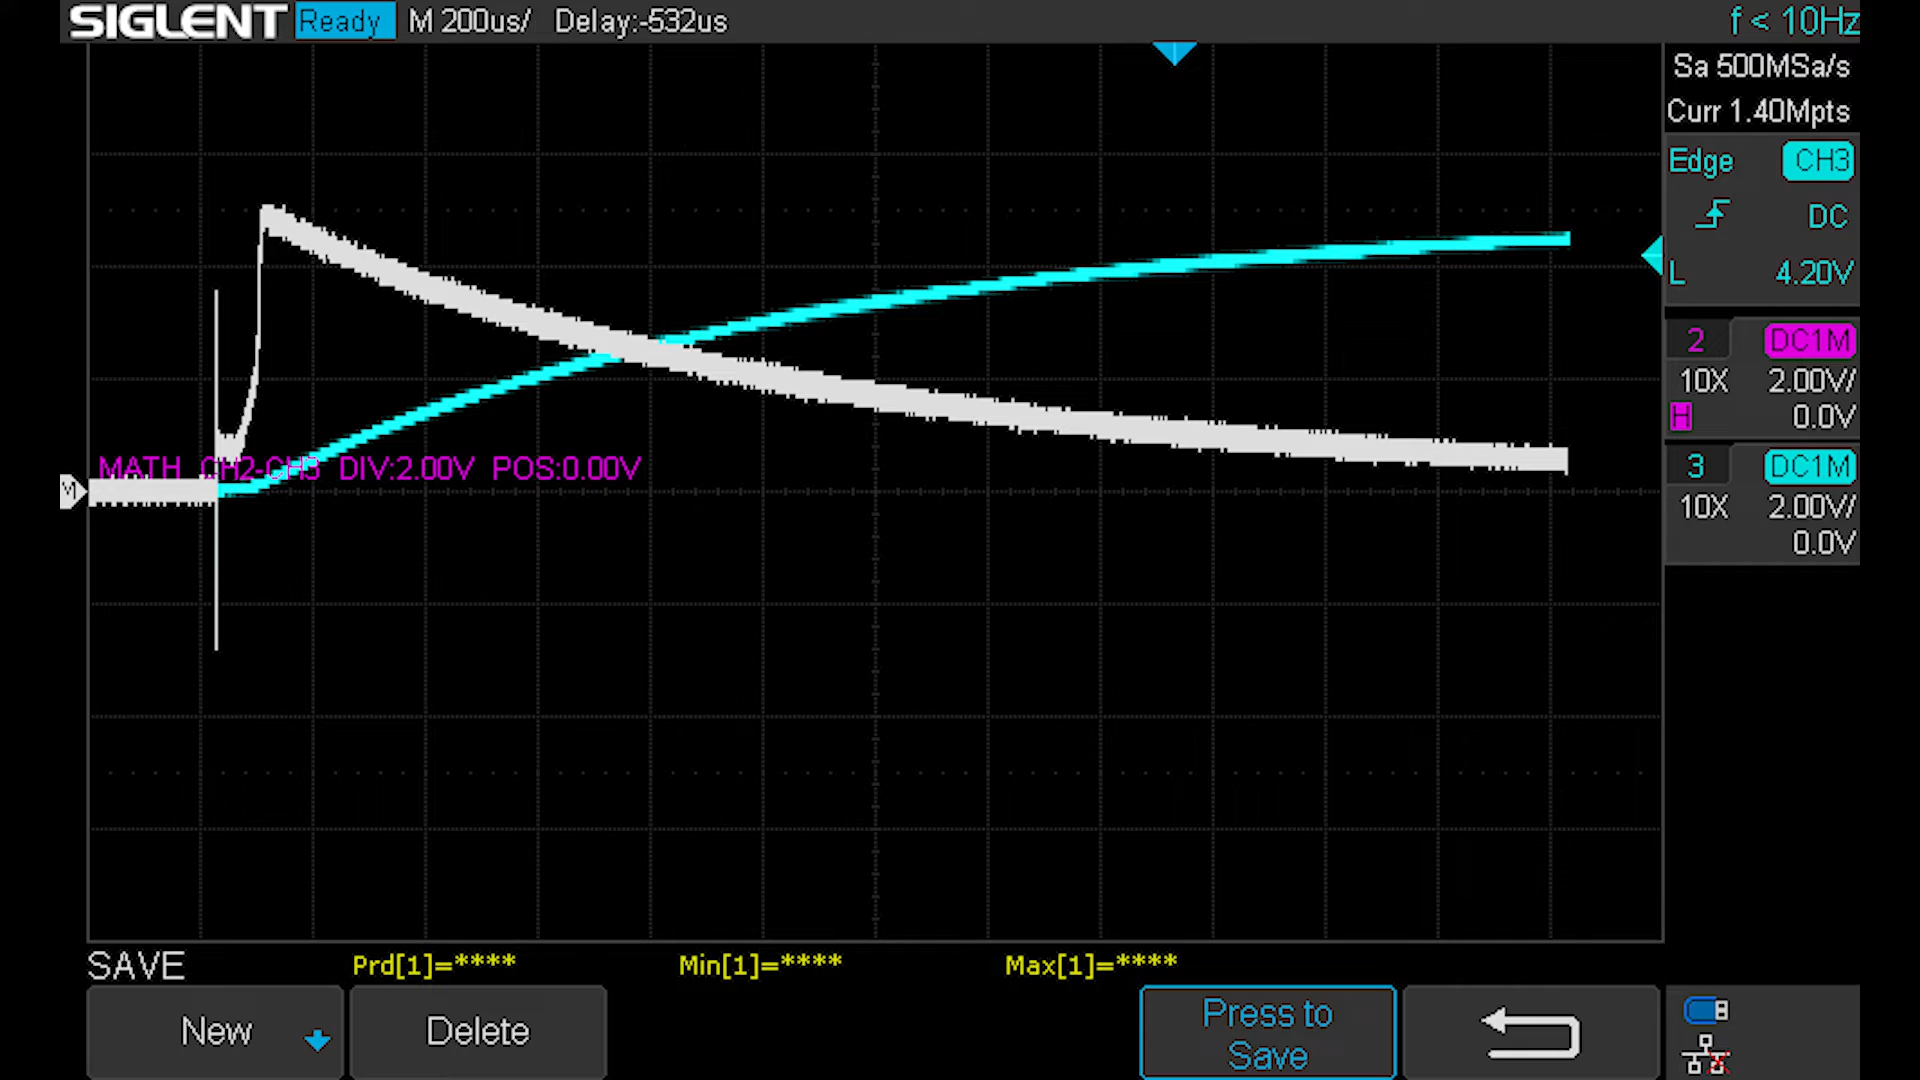 SIGLENT Ready M 200us/ Delay:-532us f < 10Hz
Sa 500MSa/s
Curr 1.40Mpts
Edge CH3
DC
L 4.20V
2 DC1M
10X 2.00V/
H 0.0V
3 DC1M
10X 2.00V/
0.0V
M
MATH CH2-CH3 DIV:2.00V POS:0.00V
SAVE Prd[1]=**** Min[1]=**** Max[1]=****
New Delete Press to
Save